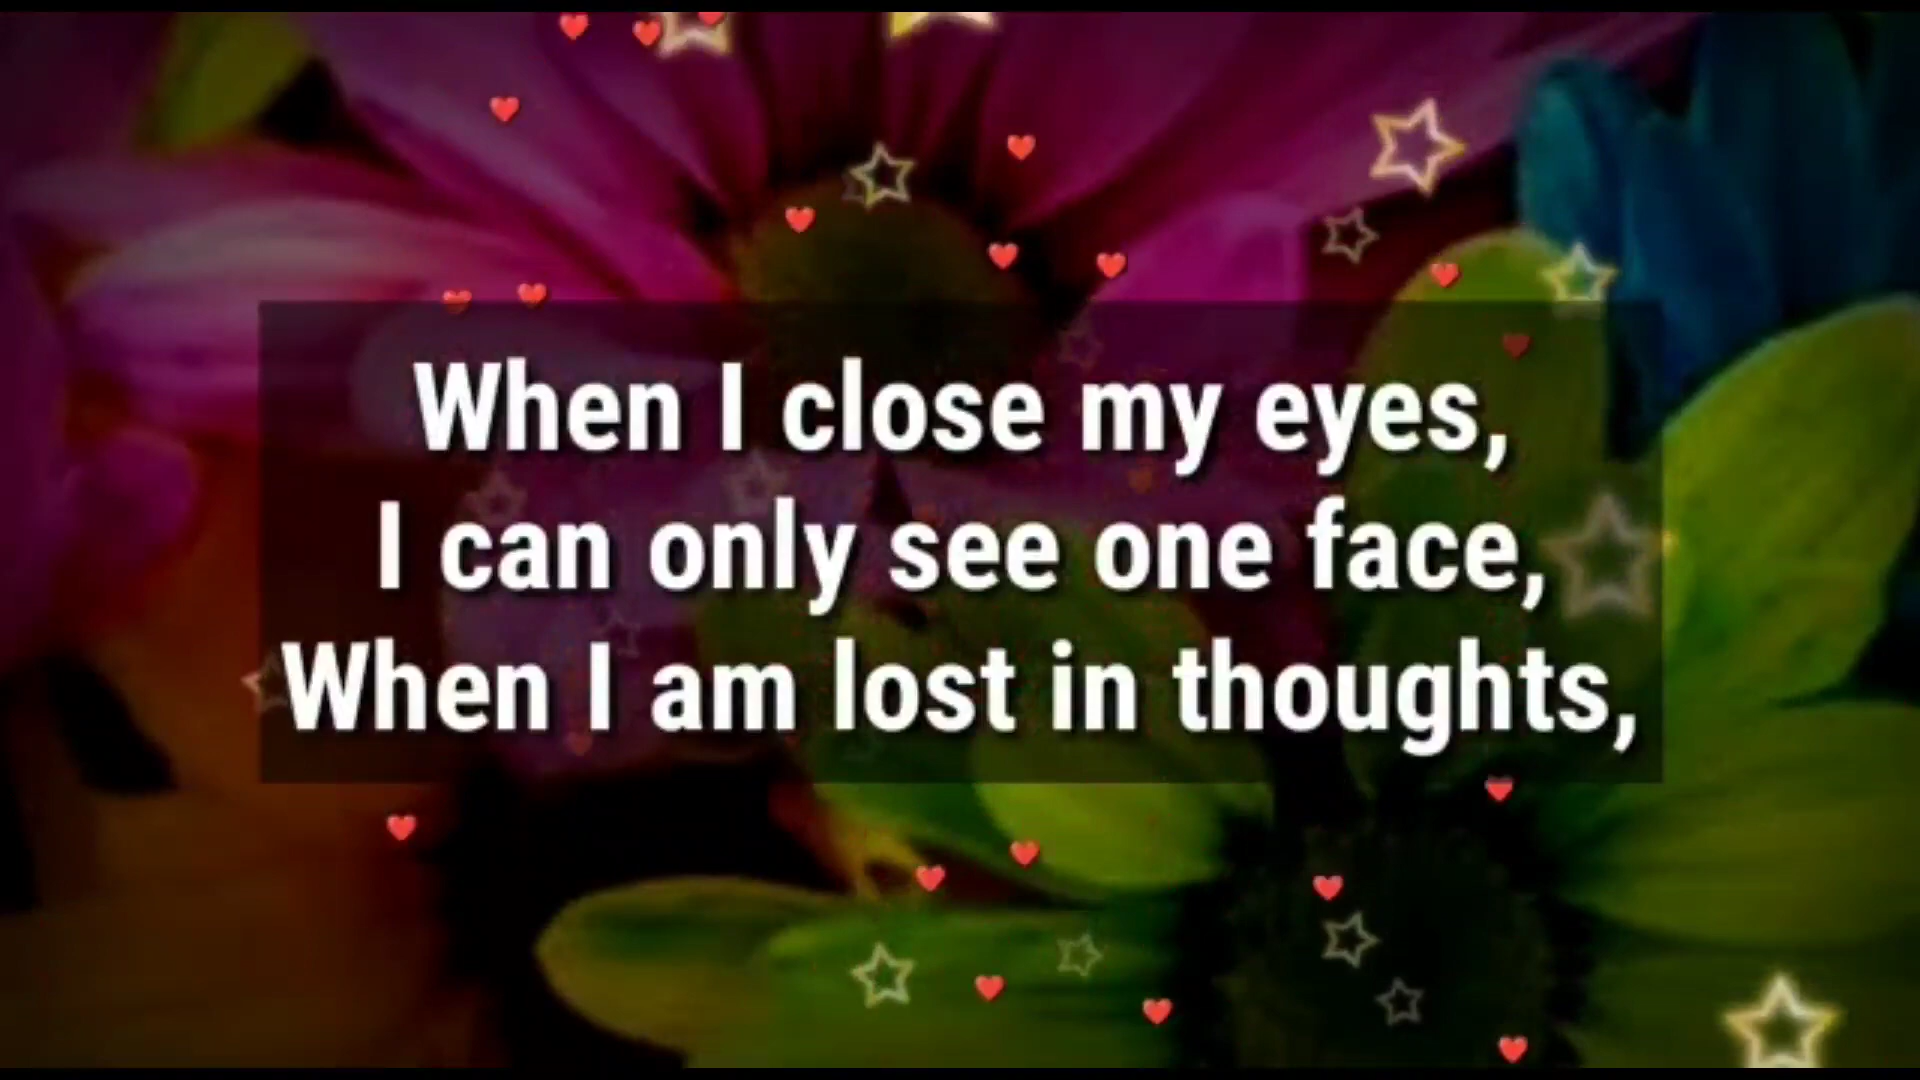 When I close my eyes,
I can only see one face,
When I am lost in thoughts,